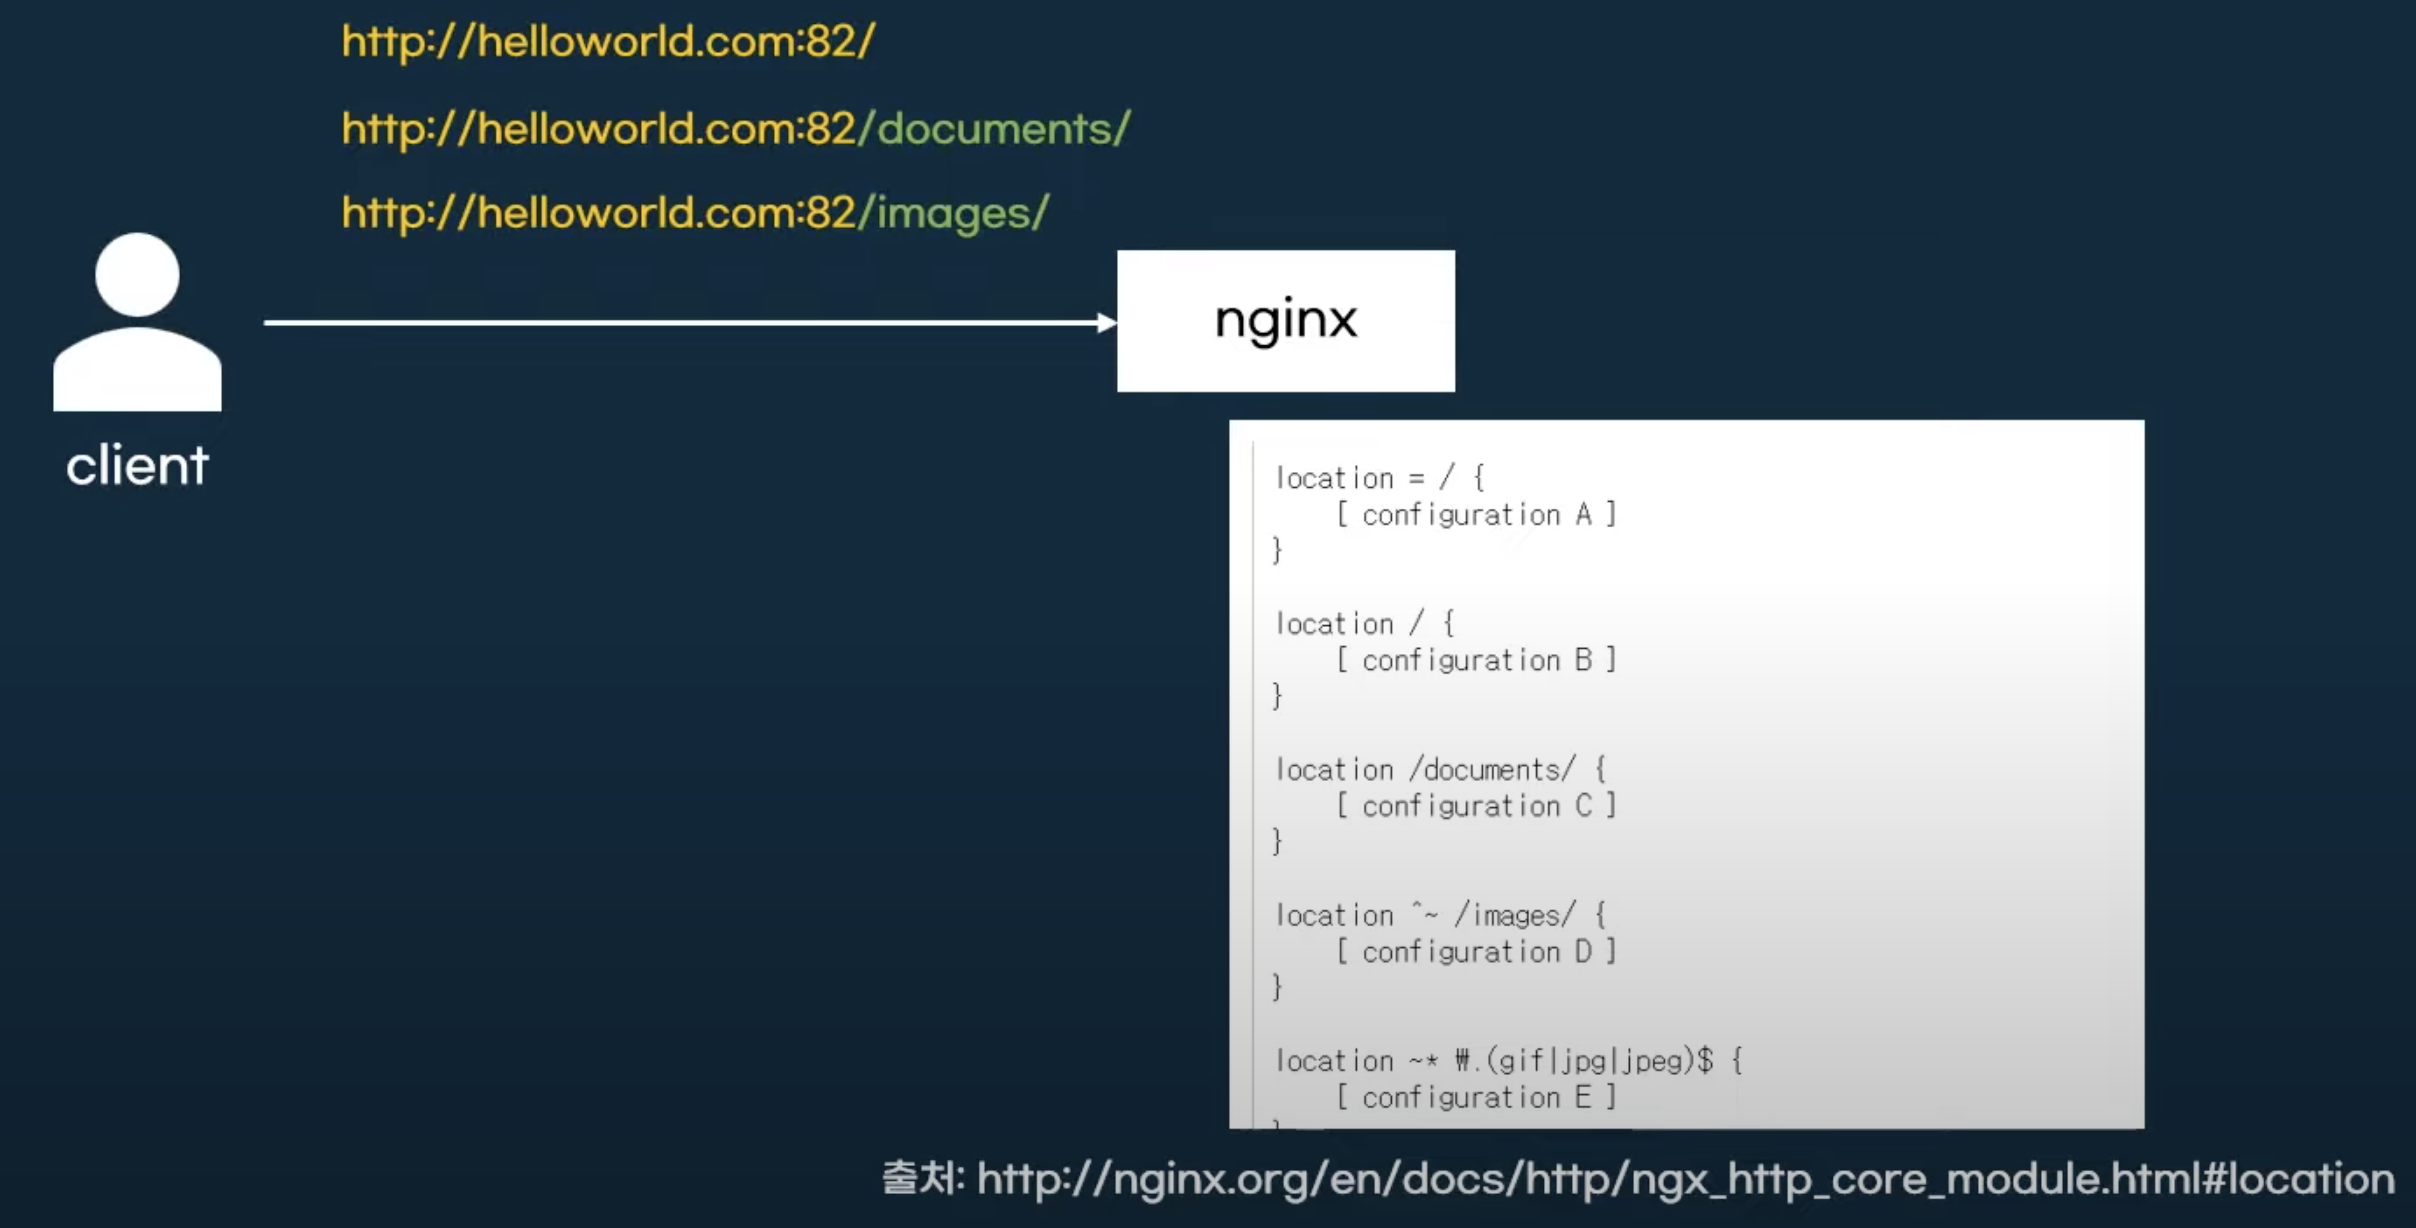 http://helloworld.com:82/
http://helloworld.com:82/documents/
http://helloworld.com:82/images/
client
nginx
location = / {
    [ configuration A ]
}
location / {
    [ configuration B ]
}
location /documents/ {
    [ configuration C ]
}
location ^~ /images/ {
    [ configuration D ]
}
location ~* ₩.(gif|jpg|jpeg)$ {
    [ configuration E ]
}
출처: http://nginx.org/en/docs/http/ngx_http_core_module.html#location